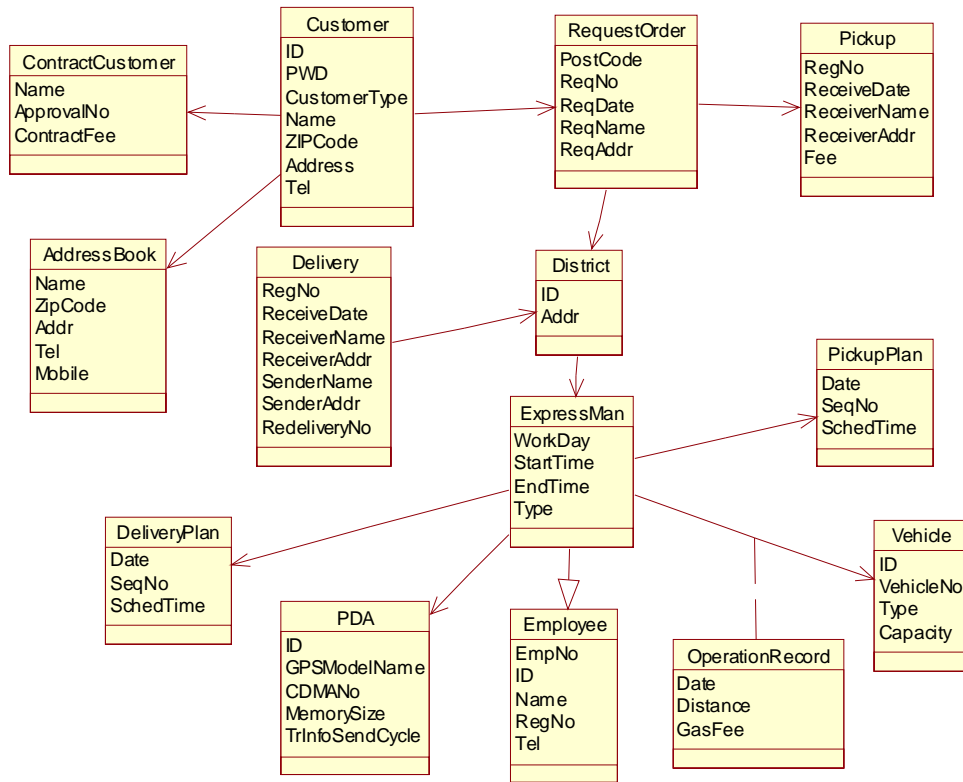 Customer
ID
PWD
CustomerType
Name
ZIPCode
Address
Tel
RequestOrder
PostCode
ReqNo
ReqDate
ReqName
ReqAddr
Pickup
RegNo
ReceiveDate
ReceiverName
ReceiverAddr
Fee
ContractCustomer
Name
ApprovalNo
ContractFee
AddressBook
Name
ZipCode
Addr
Tel
Mobile
Delivery
RegNo
ReceiveDate
ReceiverName
ReceiverAddr
SenderName
SenderAddr
RedeliveryNo
District
ID
Addr
PickupPlan
Date
SeqNo
SchedTime
ExpressMan
WorkDay
StartTime
EndTime
Type
DeliveryPlan
Date
SeqNo
SchedTime
Vehicle
ID
VehicleNo
Type
Capacity
PDA
ID
GPSModelName
CDMANo
MemorySize
TrInfoSendCycle
Employee
EmpNo
ID
Name
RegNo
Tel
OperationRecord
Date
Distance
GasFee